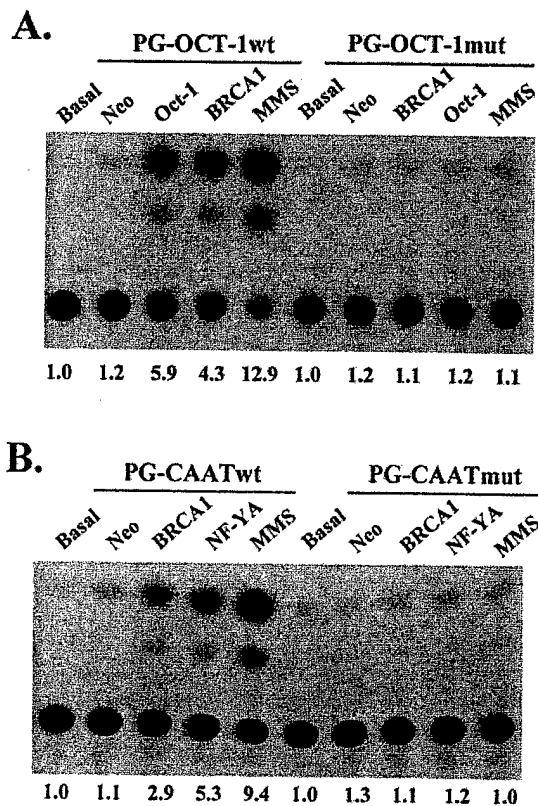 A.
PG-OCT-1wt PG-OCT-1mut
Basal Neo Oct-1 BRCA1 MMS Basal Neo BRCA1 Oct-1 MMS
1.0 1.2 5.9 4.3 12.9 1.0 1.2 1.1 1.2 1.1
B.
PG-CAATwt PG-CAATmut
Basal Neo BRCA1 NF-YA MMS Basal Neo BRCA1 NF-YA MMS
1.0 1.1 2.9 5.3 9.4 1.0 1.3 1.1 1.2 1.0